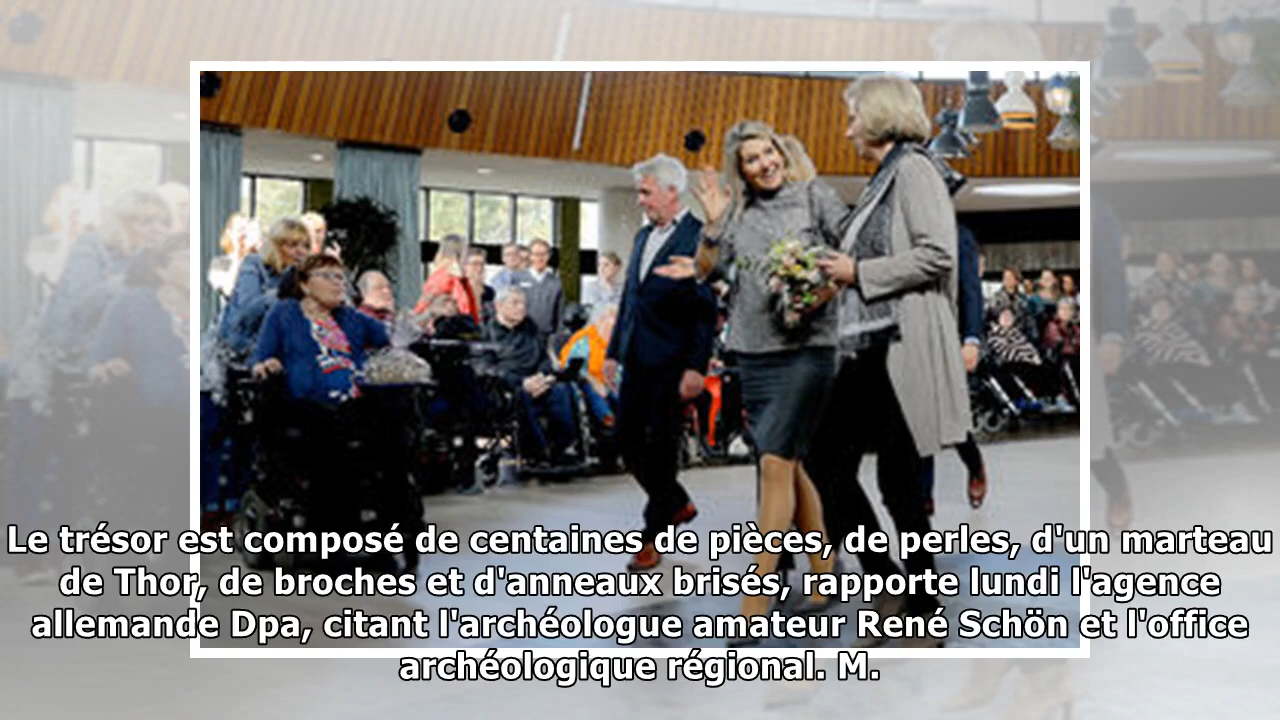 Le trésor est composé de centaines de pièces, de perles, d'un marteau
de Thor, de broches et d'anneaux brisés, rapporte lundi l'agence
allemande Dpa, citant l'archéologue amateur René Schön et l'office
archéologique régional. M.